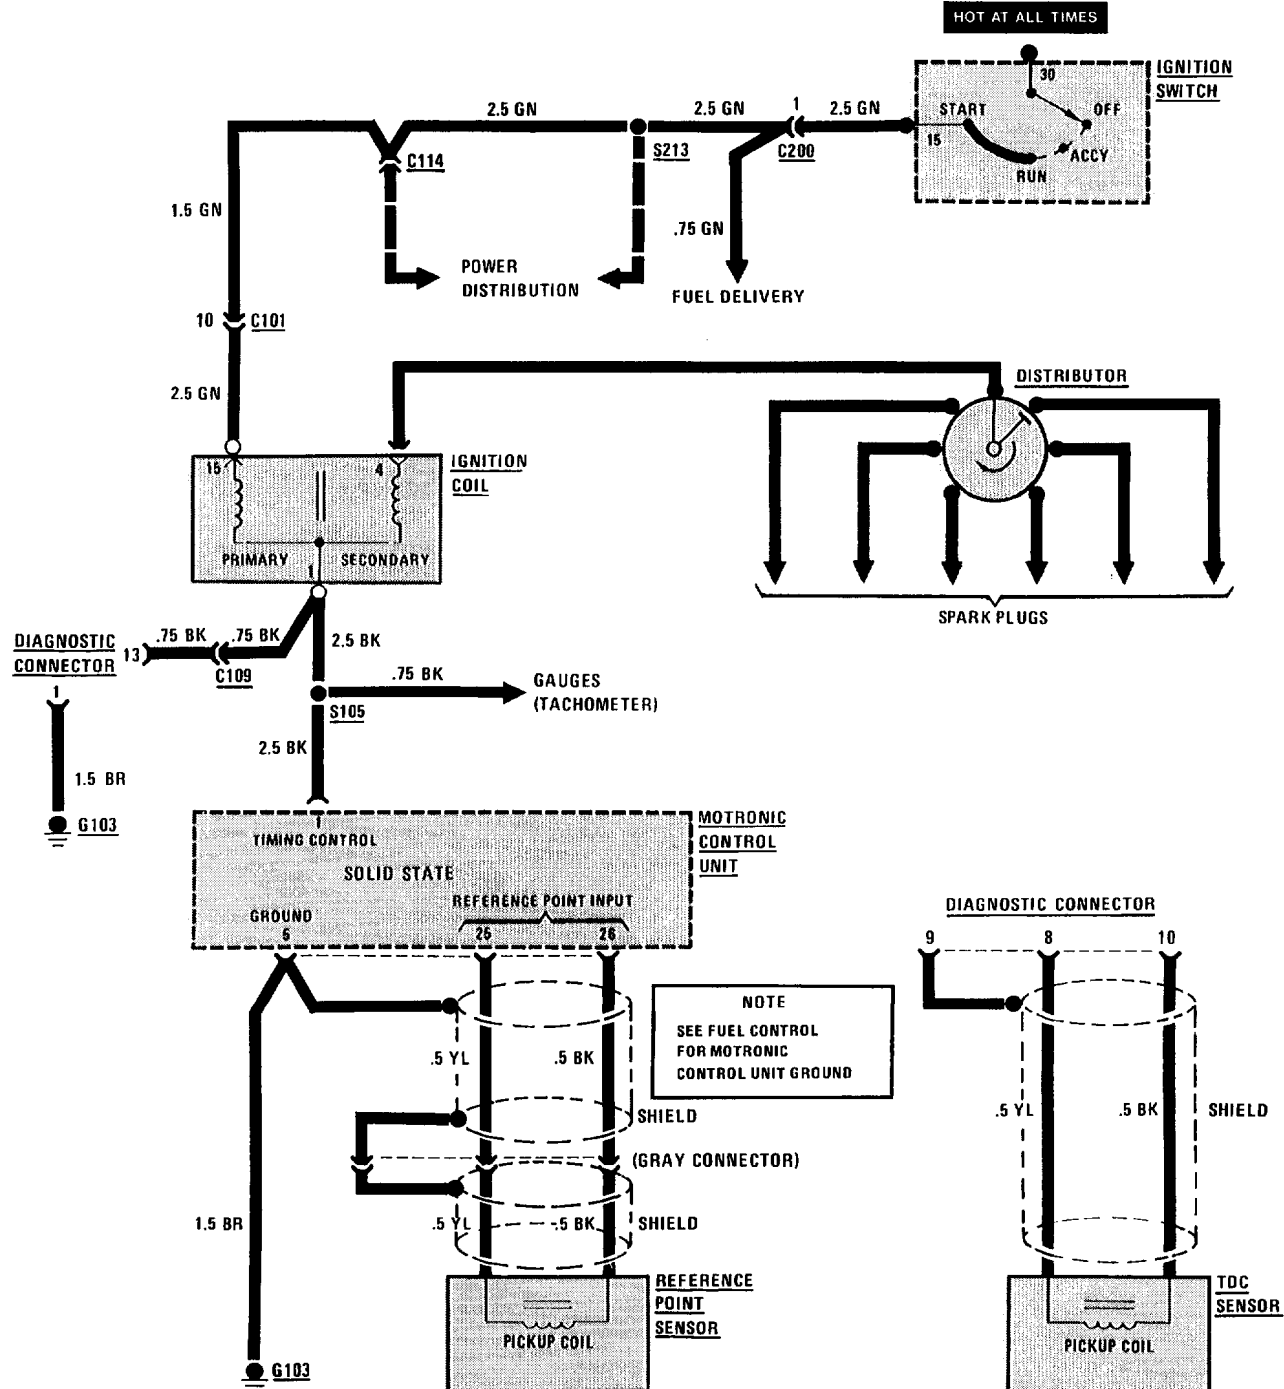 HOT AT ALL TIMES
IGNITION
SWITCH
30
START
OFF
15
ACCY
RUN
2.5 GN
2.5 GN
1
2.5 GN
C114
S213
C200
1.5 GN
.75 GN
POWER
DISTRIBUTION
FUEL DELIVERY
10
C101
2.5 GN
DISTRIBUTOR
IGNITION
COIL
15
4
PRIMARY
SECONDARY
1
SPARK PLUGS
DIAGNOSTIC
CONNECTOR
13
.75 BK
.75 BK
2.5 BK
C109
1
.75 BK
GAUGES
(TACHOMETER)
S105
2.5 BK
1.5 BR
G103
MOTRONIC
CONTROL
UNIT
1
TIMING CONTROL
SOLID STATE
REFERENCE POINT INPUT
GROUND
6
25
26
DIAGNOSTIC CONNECTOR
9
8
10
NOTE
SEE FUEL CONTROL
FOR MOTRONIC
CONTROL UNIT GROUND
.5 YL
.5 BK
SHIELD
.5 YL
.5 BK
SHIELD
(GRAY CONNECTOR)
1.5 BR
.5 YL
.5 BK
SHIELD
REFERENCE
POINT
SENSOR
PICKUP COIL
TDC
SENSOR
PICKUP COIL
G103